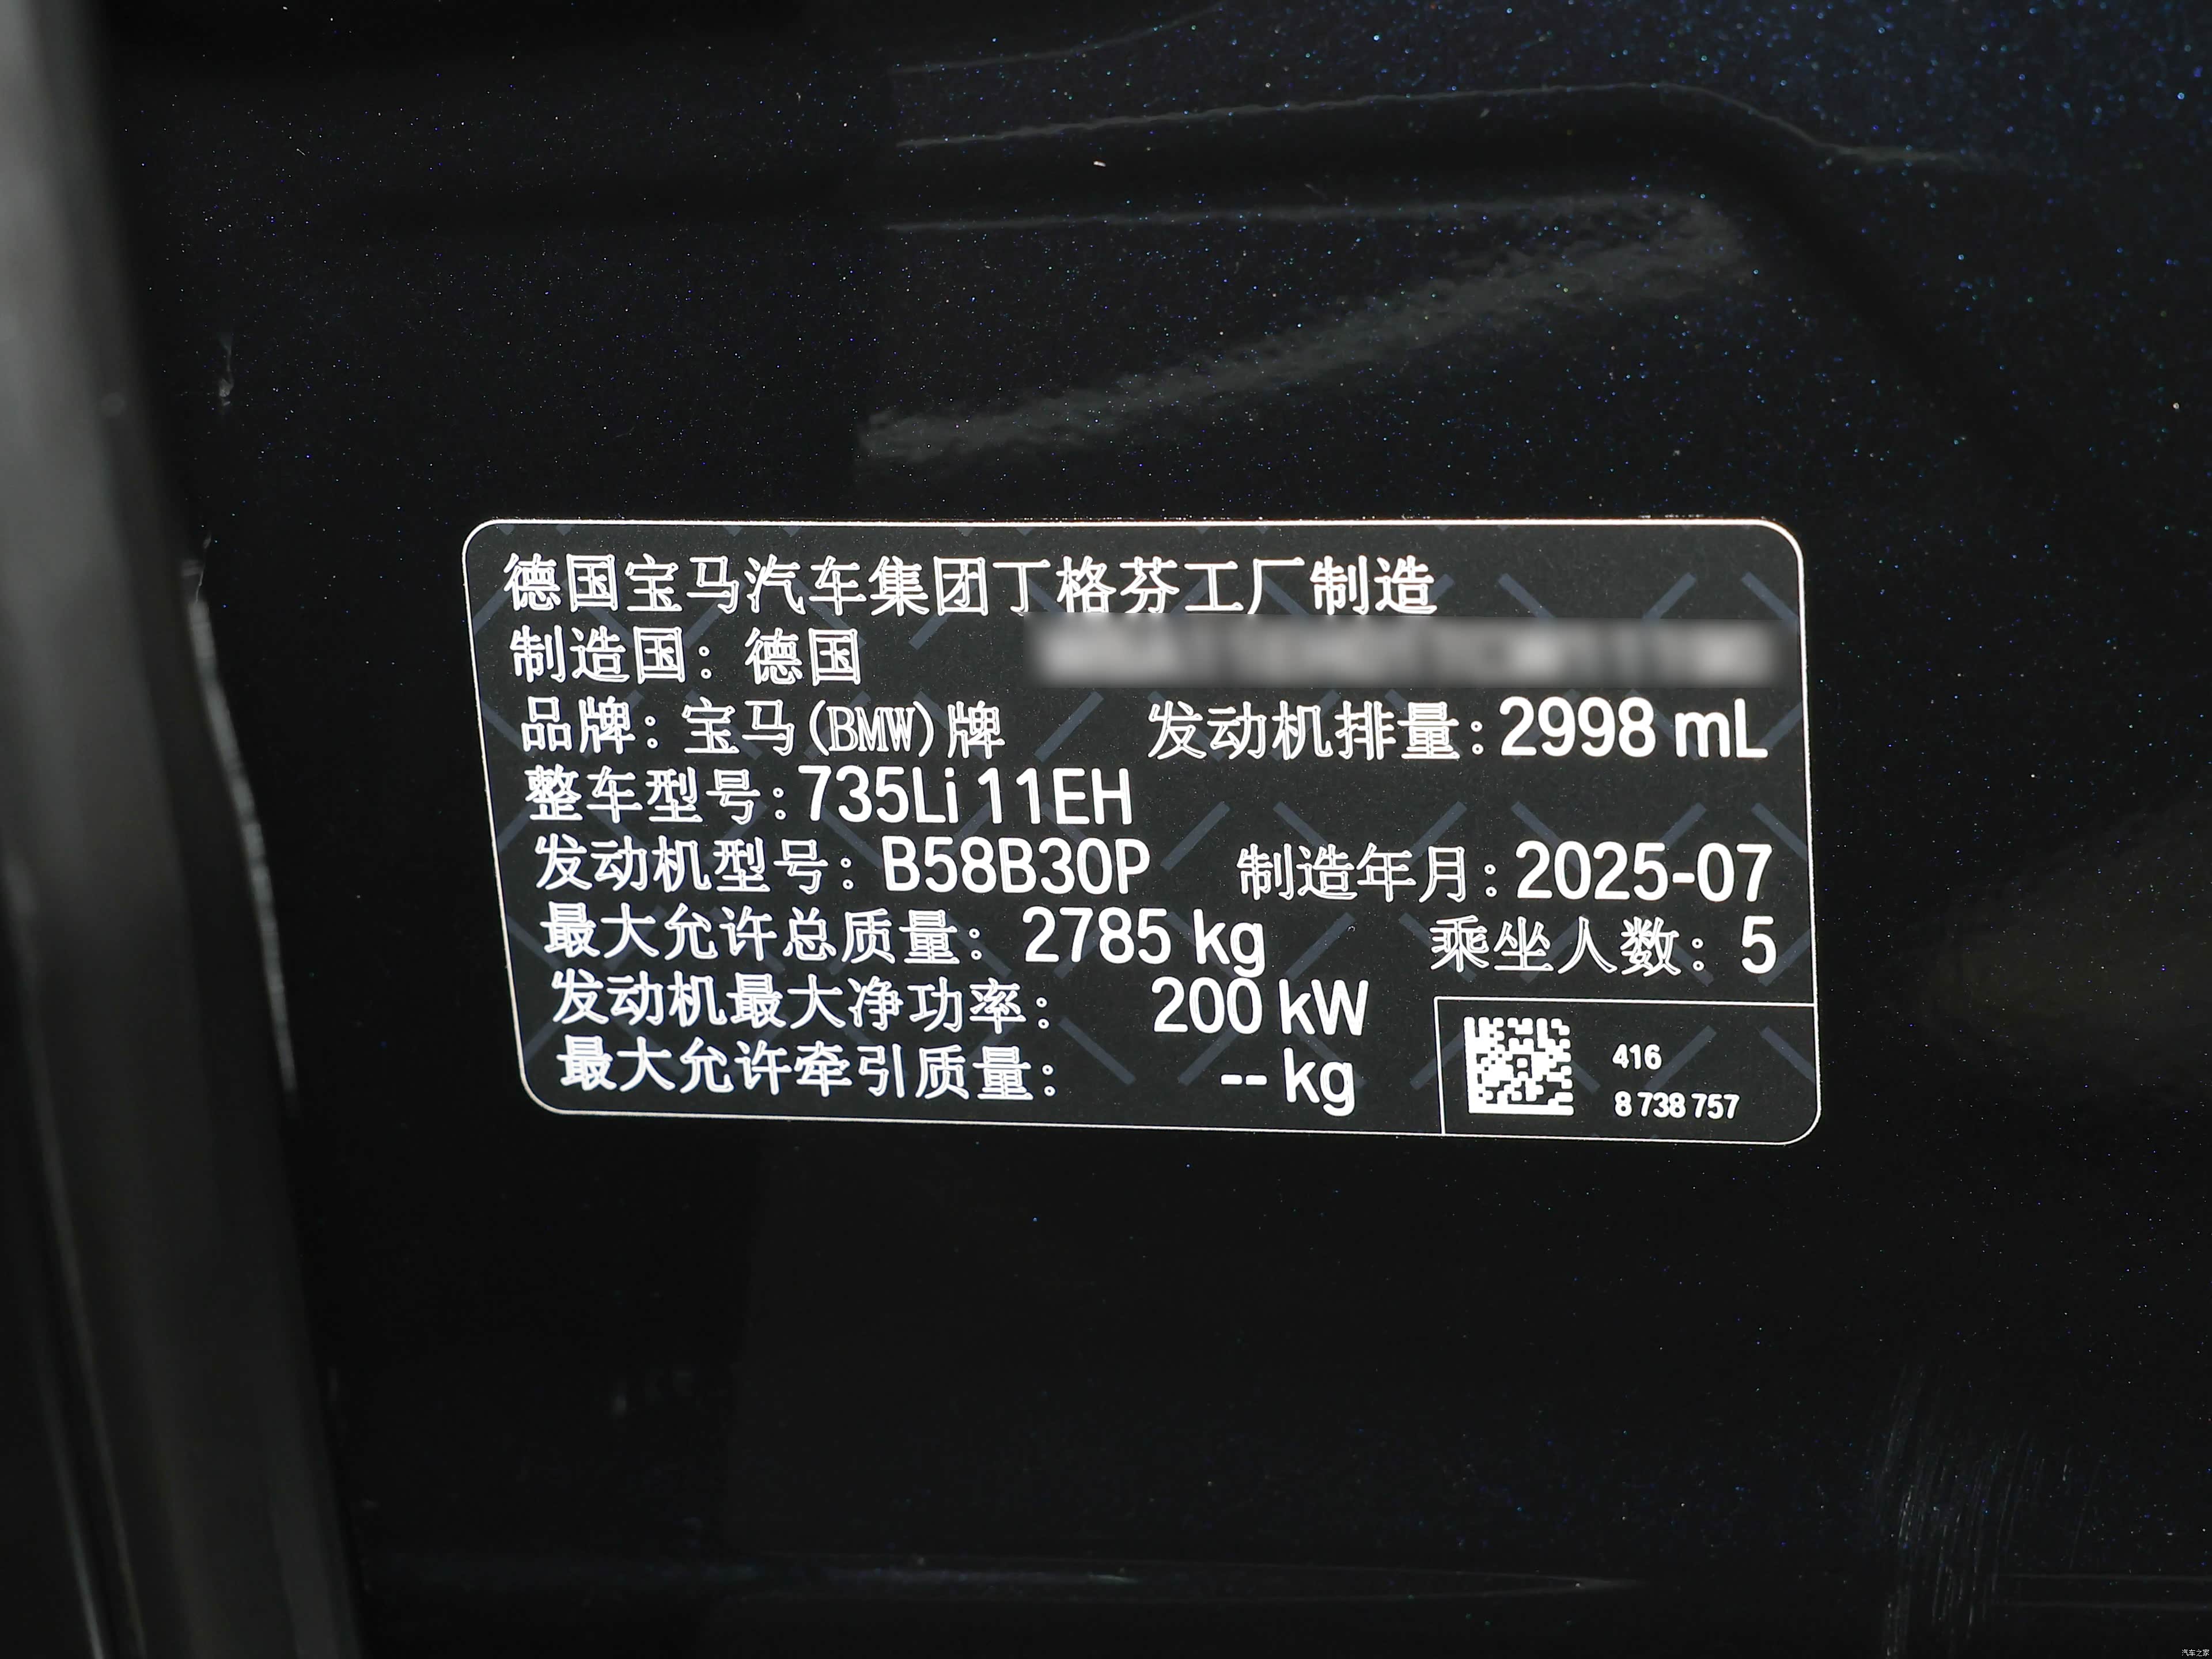 德国宝马汽车集团丁格芬工厂制造
制造国：德国
品牌：宝马(BMW)牌 发动机排量：2998 mL
整车型号：735Li 11EH
发动机型号：B58B30P 制造年月：2025-07
最大允许总质量：2785 kg 乘坐人数：5
发动机最大净功率：200 kW
最大允许牵引质量：-- kg
416
8 738 757
汽车之家